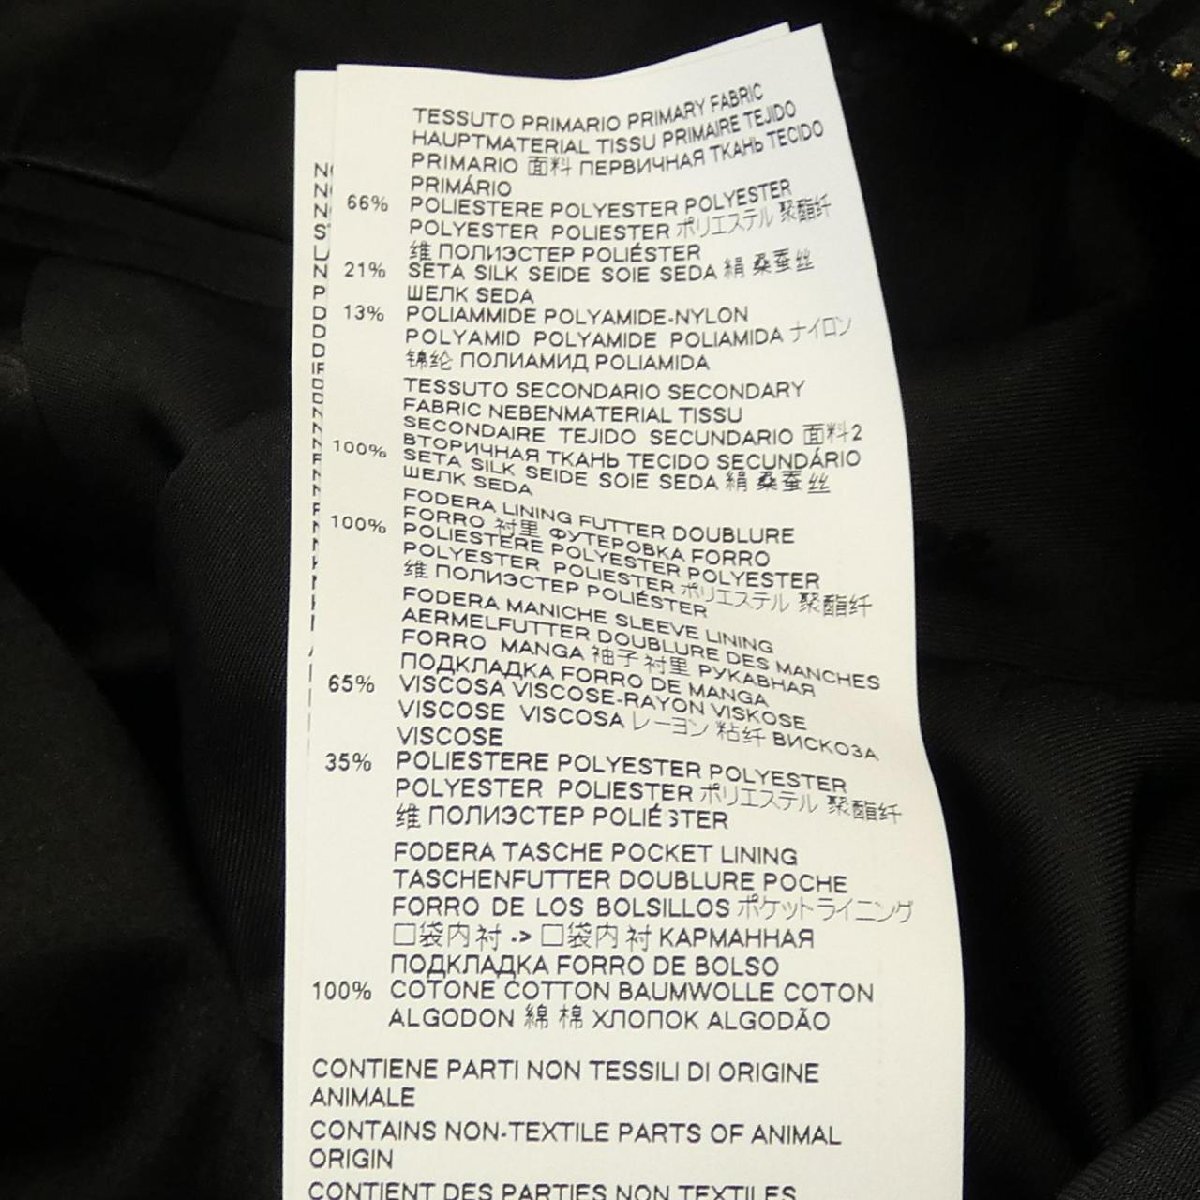 TESSUTO PRIMARIO PRIMARY FABRIC
HAUPTMATERIAL TISSU PRIMAIRE TEJIDO
PRIMARIO 面料 ПЕРВИЧНАЯ ТКАНЬ TECIDO
PRIMÁRIO
66% POLIESTERE POLYESTER POLYESTER
POLYESTER POLIESTER ポリエステル 聚酯纤
维 ПОЛИЭСТЕР POLIÉSTER
21% SETA SILK SEIDE SOIE SEDA 絹 桑蚕丝
ШЕЛК SEDA
13% POLIAMMIDE POLYAMIDE-NYLON
POLYAMID POLYAMIDE POLIAMIDA ナイロン
锦纶 ПОЛИАМИД POLIAMIDA
TESSUTO SECONDARIO SECONDARY
FABRIC NEBENMATERIAL TISSU
SECONDAIRE TEJIDO SECUNDARIO 面料2
ВТОРИЧНАЯ ТКАНЬ TECIDO SECUNDÁRIO
100% SETA SILK SEIDE SOIE SEDA 絹 桑蚕丝
ШЕЛК SEDA
FODERA LINING FUTTER DOUBLURE
FORRO 衬里 ФУТЕРОВКА FORRO
100% POLIESTERE POLYESTER POLYESTER
POLYESTER POLIESTER ポリエステル 聚酯纤
维 ПОЛИЭСТЕР POLIÉSTER
FODERA MANICHE SLEEVE LINING
AERMELFUTTER DOUBLURE DES MANCHES
FORRO MANGA 袖子 衬里 РУКАВНАЯ
ПОДКЛАДКА FORRO DE MANGA
65% VISCOSA VISCOSE-RAYON VISKOSE
VISCOSE VISCOSA レーヨン 粘纤 ВИСКОЗА
VISCOSE
35% POLIESTERE POLYESTER POLYESTER
POLYESTER POLIESTER ポリエステル 聚酯纤
维 ПОЛИЭСТЕР POLIÉSTER
FODERA TASCHE POCKET LINING
TASCHENFUTTER DOUBLURE POCHE
FORRO DE LOS BOLSILLOS ポケットライニング
口袋内衬 -> 口袋内衬 КАРМАННАЯ
ПОДКЛАДКА FORRO DE BOLSO
100% COTONE COTTON BAUMWOLLE COTON
ALGODON 綿 棉 ХЛОПОК ALGODÃO
CONTIENE PARTI NON TESSILI DI ORIGINE
ANIMALE
CONTAINS NON-TEXTILE PARTS OF ANIMAL
ORIGIN
CONTIENT DES PARTIES NON TEXTILES